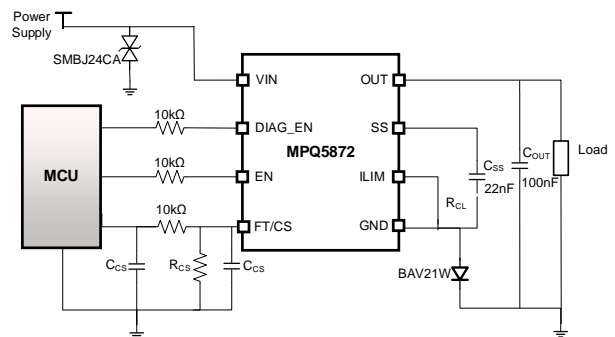 Power
Supply
SMBJ24CA
VIN
OUT
10kΩ
DIAG_EN
SS
MCU
MPQ5872
10kΩ
EN
ILIM
CSS
22nF
COUT
100nF
Load
10kΩ
RCL
FT/CS
GND
CCS
RCS
CCS
BAV21W